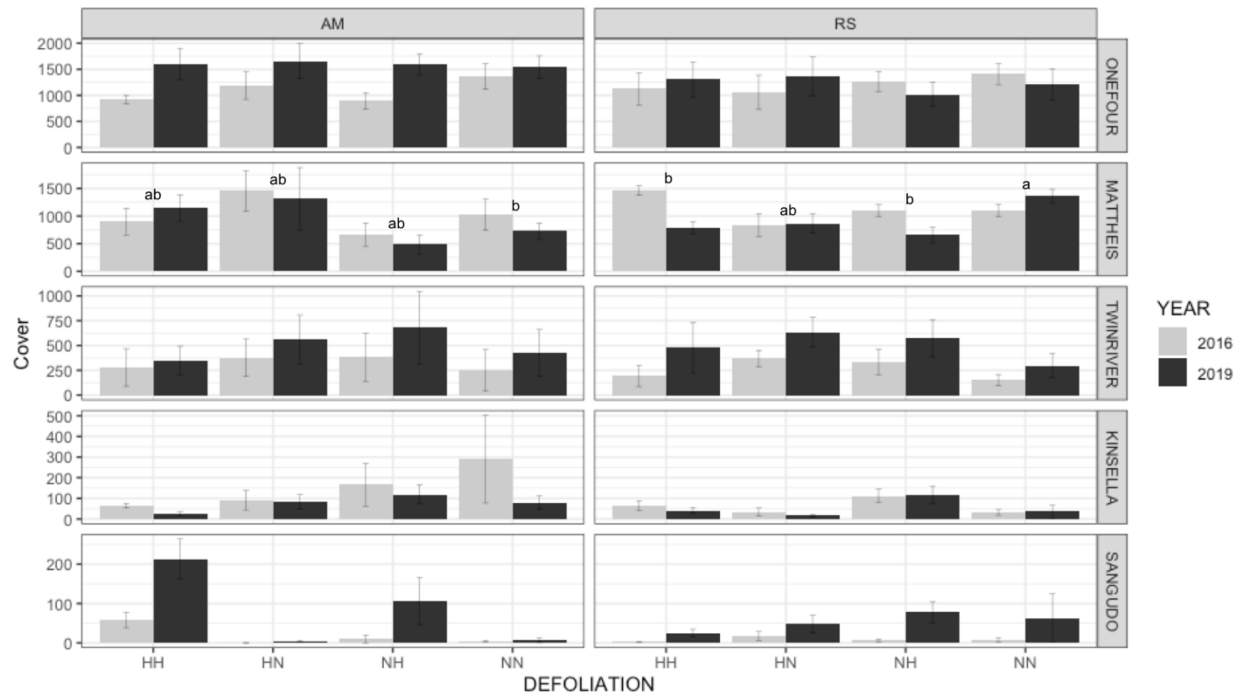 AM RS
2000
1500
1000
500
0
ONEFOUR
1500
1000
500
0
ab ab ab b b ab b a
MATTHEIS
1000
750
500
250
0
TWINRIVER
500
400
300
200
100
0
KINSELLA
200
100
0
SANGUDO
Cover
HH HN NH NN HH HN NH NN
DEFOLIATION
YEAR
2016
2019